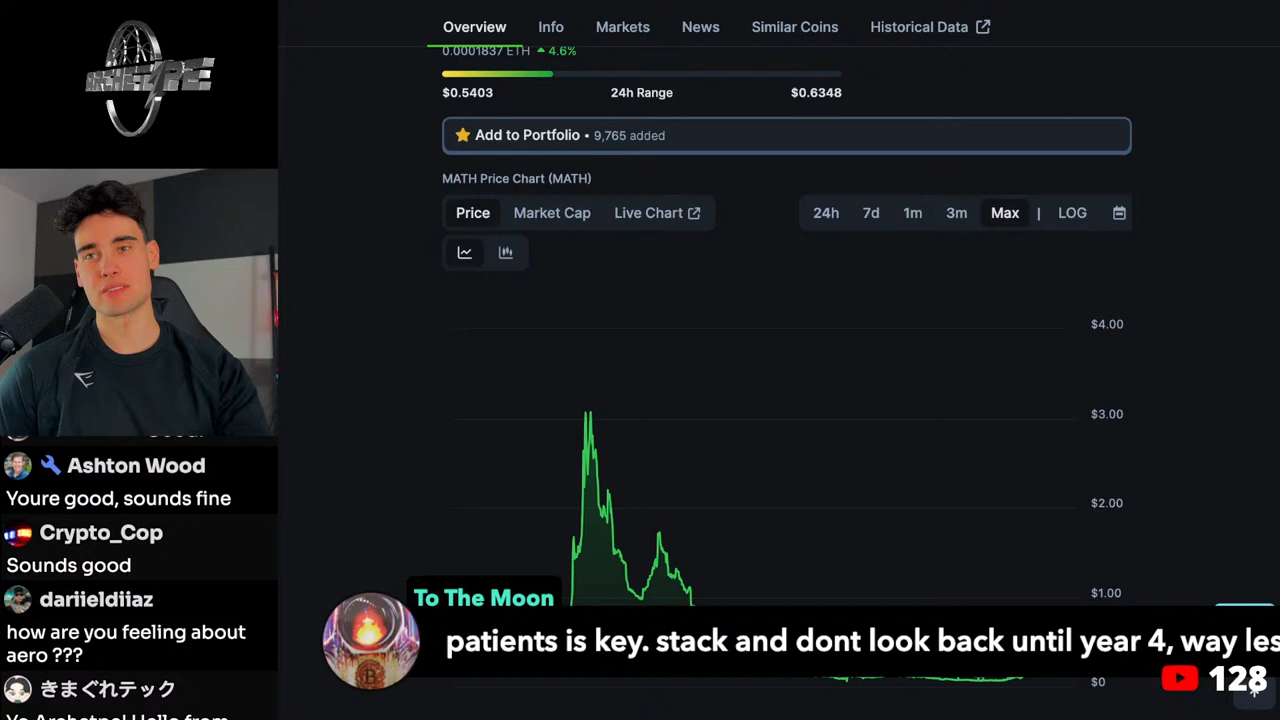 Overview Info Markets News Similar Coins Historical Data
0.0001837 ETH 4.6%
$0.5403 24h Range $0.6348
Add to Portfolio • 9,765 added
MATH Price Chart (MATH)
Price Market Cap Live Chart 24h 7d 1m 3m Max | LOG
$4.00
$3.00
$2.00
$1.00
$0
Ashton Wood
Youre good, sounds fine
Crypto_Cop
Sounds good
dariieldiiaz
how are you feeling about
aero ???
きまぐれテック
To The Moon
patients is key. stack and dont look back until year 4, way les
128